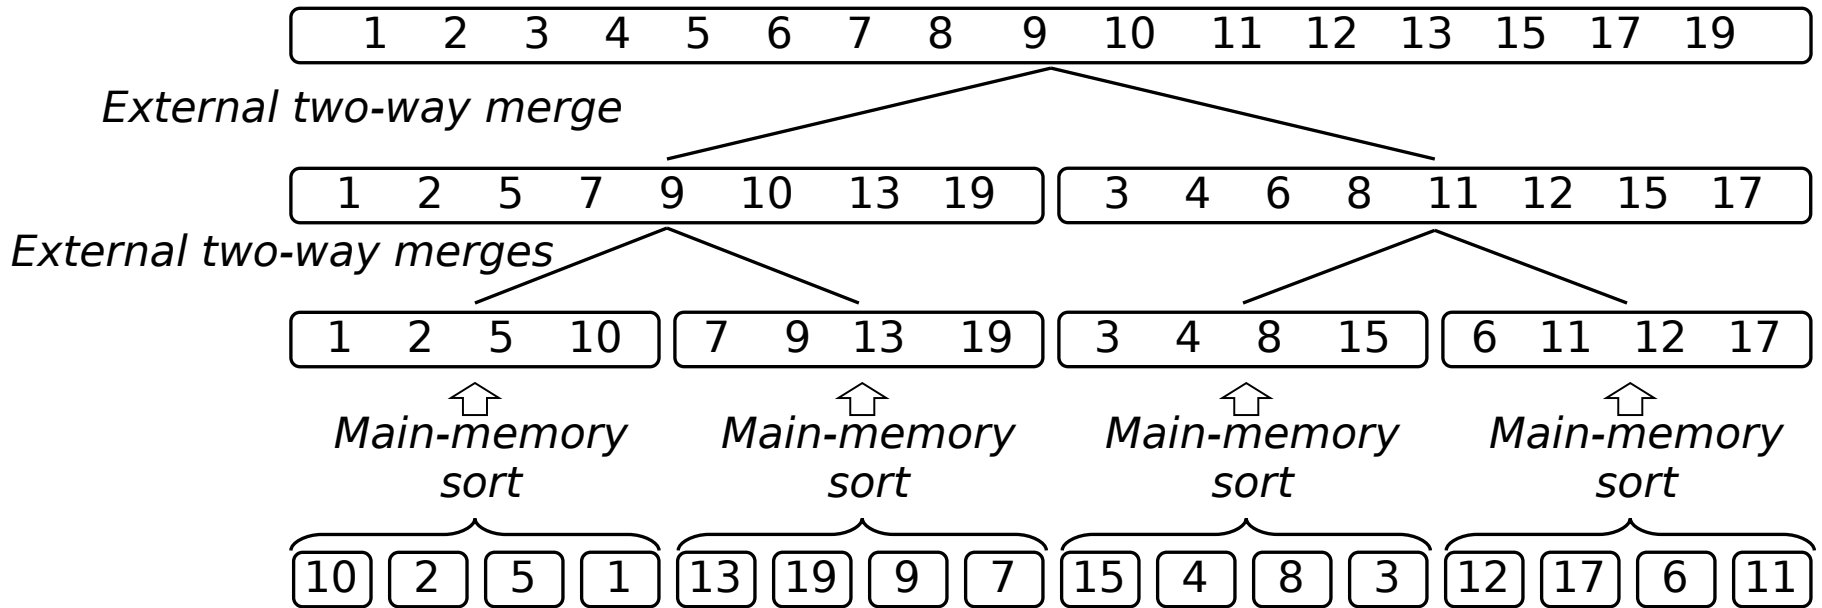 1 2 3 4 5 6 7 8 9 10 11 12 13 15 17 19
External two-way merge
1 2 5 7 9 10 13 19 3 4 6 8 11 12 15 17
External two-way merges
1 2 5 10 7 9 13 19 3 4 8 15 6 11 12 17
Main-memory Main-memory Main-memory Main-memory
sort sort sort sort
10 2 5 1 13 19 9 7 15 4 8 3 12 17 6 11